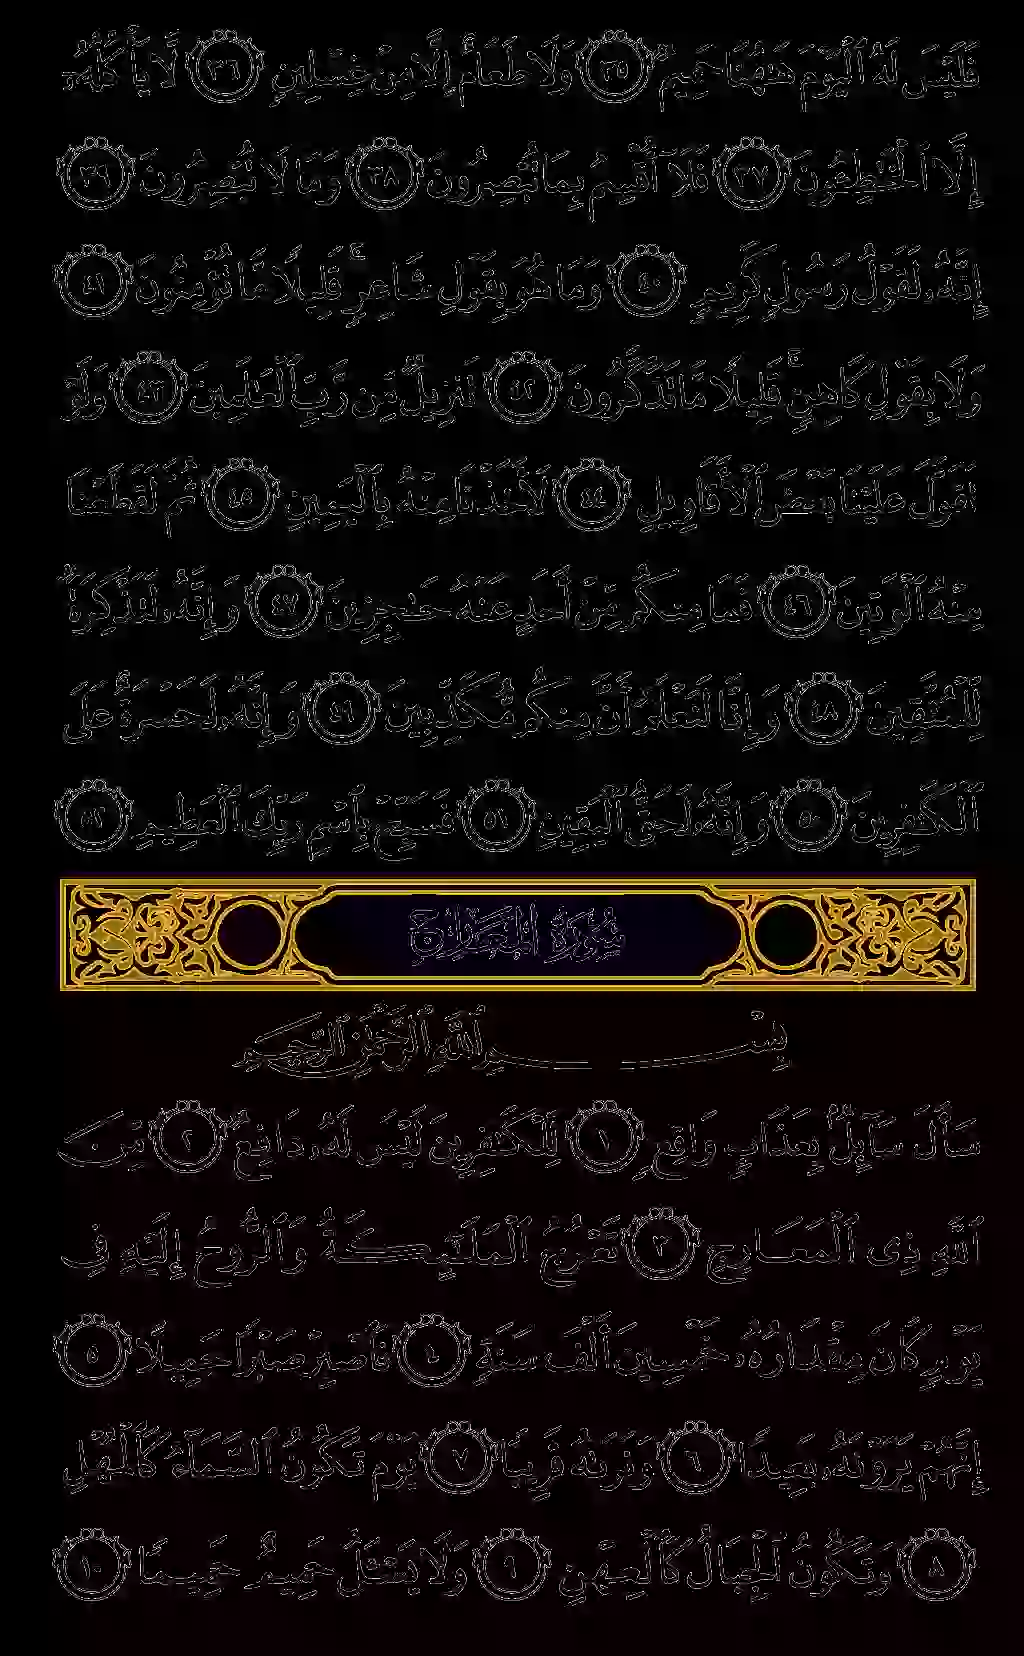 فَلَيْسَ لَهُ ٱلْيَوْمَ هَـٰهُنَا حَمِيمٌ ٣٥ وَلَا طَعَامٌ إِلَّا مِنْ غِسْلِينٍ ٣٦ لَّا يَأْكُلُهُۥٓ
إِلَّا ٱلْخَـٰطِـُٔونَ ٣٧ فَلَآ أُقْسِمُ بِمَا تُبْصِرُونَ ٣٨ وَمَا لَا تُبْصِرُونَ ٣٩
إِنَّهُۥ لَقَوْلُ رَسُولٍ كَرِيمٍ ٤٠ وَمَا هُوَ بِقَوْلِ شَاعِرٍ ۚ قَلِيلًا مَّا تُؤْمِنُونَ ٤١
وَلَا بِقَوْلِ كَاهِنٍ ۚ قَلِيلًا مَّا تَذَكَّرُونَ ٤٢ تَنزِيلٌ مِّن رَّبِّ ٱلْعَـٰلَمِينَ ٤٣ وَلَوْ
تَقَوَّلَ عَلَيْنَا بَعْضَ ٱلْأَقَاوِيلِ ٤٤ لَأَخَذْنَا مِنْهُ بِٱلْيَمِينِ ٤٥ ثُمَّ لَقَطَعْنَا
مِنْهُ ٱلْوَتِينَ ٤٦ فَمَا مِنكُم مِّنْ أَحَدٍ عَنْهُ حَـٰجِزِينَ ٤٧ وَإِنَّهُۥ لَتَذْكِرَةٌ
لِّلْمُتَّقِينَ ٤٨ وَإِنَّا لَنَعْلَمُ أَنَّ مِنكُم مُّكَذِّبِينَ ٤٩ وَإِنَّهُۥ لَحَسْرَةٌ عَلَى
ٱلْكَـٰفِرِينَ ٥٠ وَإِنَّهُۥ لَحَقُّ ٱلْيَقِينِ ٥١ فَسَبِّحْ بِٱسْمِ رَبِّكَ ٱلْعَظِيمِ ٥٢
سُورَةُ ٱلْمَعَارِجِ
بِسْمِ ٱللَّهِ ٱلرَّحْمَـٰنِ ٱلرَّحِيمِ
سَأَلَ سَآئِلٌۢ بِعَذَابٍ وَاقِعٍ ١ لِّلْكَـٰفِرِينَ لَيْسَ لَهُۥ دَافِعٌ ٢ مِّنَ
ٱللَّهِ ذِى ٱلْمَعَارِجِ ٣ تَعْرُجُ ٱلْمَلَـٰٓئِكَةُ وَٱلرُّوحُ إِلَيْهِ فِى
يَوْمٍ كَانَ مِقْدَارُهُۥ خَمْسِينَ أَلْفَ سَنَةٍ ٤ فَٱصْبِرْ صَبْرًا جَمِيلًا ٥
إِنَّهُمْ يَرَوْنَهُۥ بَعِيدًا ٦ وَنَرَىٰهُ قَرِيبًا ٧ يَوْمَ تَكُونُ ٱلسَّمَآءُ كَٱلْمُهْلِ
٨ وَتَكُونُ ٱلْجِبَالُ كَٱلْعِهْنِ ٩ وَلَا يَسْـَٔلُ حَمِيمٌ حَمِيمًا ١٠